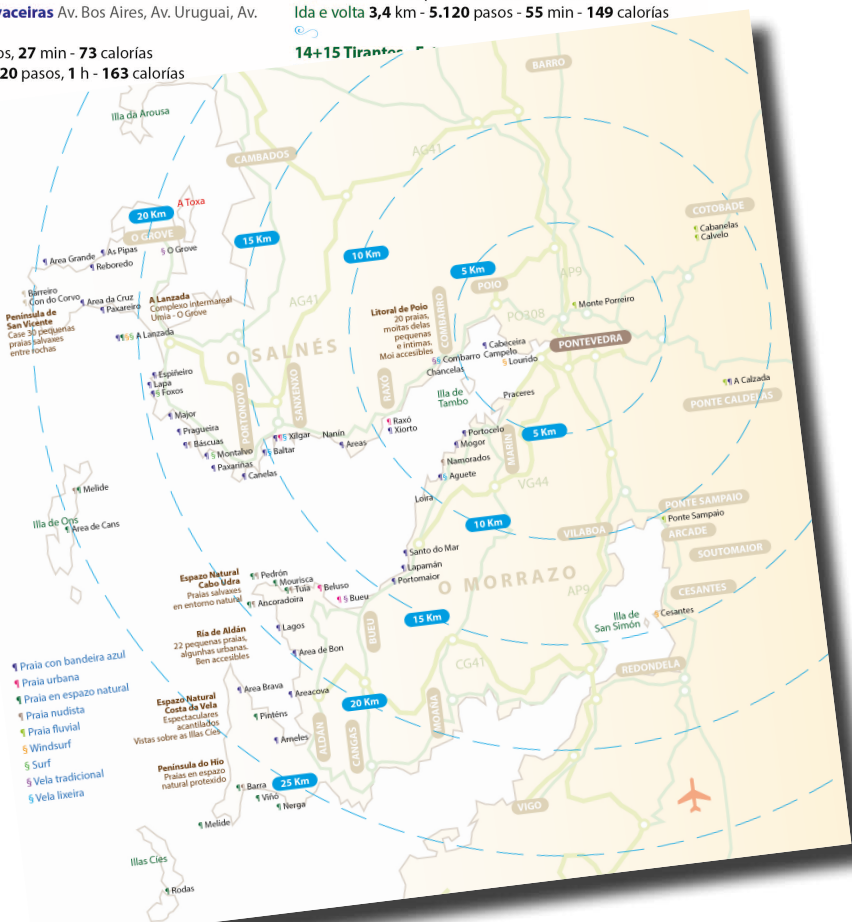 vaceiras Av. Bos Aires, Av. Uruguai, Av.
os, 27 min - 73 calorías
20 pasos, 1 h - 163 calorías
Ida e volta 3,4 km - 5.120 pasos - 55 min - 149 calorías
14+15 Tirantes
BARRO
Illa da Arousa
AG41
CAMBADOS
A Toxa
20 Km
O GROVE
COTOBADE
Cabanelas
Calvelo
15 Km
10 Km
5 Km
As Pipas
O Grove
Area Grande
Reboredo
AP9
POIO
Barreiro
Con do Corvo
Area da Cruz
Paxareiro
A Lanzada
Complexo intermareal
Umia - O Grove
AG41
Península de
San Vicente
Case 30 pequenas
praias salvaxes
entre rochas
Litoral de Poio
20 praias,
moitas delas
pequenas
e íntimas.
Moi accesibles
COMBARRO
Monte Porreiro
PO308
PONTEVEDRA
A Lanzada
O SALNÉS
Cabeceira
Campelo
Lourido
Combarro
Chancelas
Espiñeiro
Lapa
Foxos
PORTONOVO
SANXENXO
RAXÓ
Illa de
Tambo
Praceres
A Calzada
PONTE CALDELAS
Major
Pragueira
Báscuas
Montalvo
Paxariñas
Canelas
Xilgar
Baltar
Nanín
Areas
Raxó
Xiorto
Portocelo
Mogor
MARÍN
5 Km
Namorados
Aguete
Loira
VG44
Melide
Illa de Ons
Area de Cans
10 Km
VILABOA
PONTE SAMPAIO
Ponte Sampaio
ARCADE
SOUTOMAIOR
Santo do Mar
Lapamán
Portomaior
O MORRAZO
AP9
CESANTES
Cesantes
Illa de
San Simón
Espazo Natural
Cabo Udra
Praias salvaxes
en entorno natural
Pedrón
Mourisca
Tuia
Ancoradoira
Beluso
Bueu
15 Km
BUEU
Lagos
Ría de Aldán
22 pequenas praias,
algunhas urbanas.
Ben accesibles
Area de Bon
CG41
REDONDELA
Praia con bandeira azul
Praia urbana
Praia en espazo natural
Praia nudista
Praia fluvial
Windsurf
Surf
Vela tradicional
Vela lixeira
Area Brava
Areacova
20 Km
Espazo Natural
Costa da Vela
Espectaculares
acantilados
Vistas sobre as Illas Cíes
Pinténs
Ameles
ALDÁN
CANGAS
MOAÑA
Península do Hío
Praias en espazo
natural protexido
Barra
Viñó
Nerga
25 Km
Melide
VIGO
Illas Cíes
Rodas